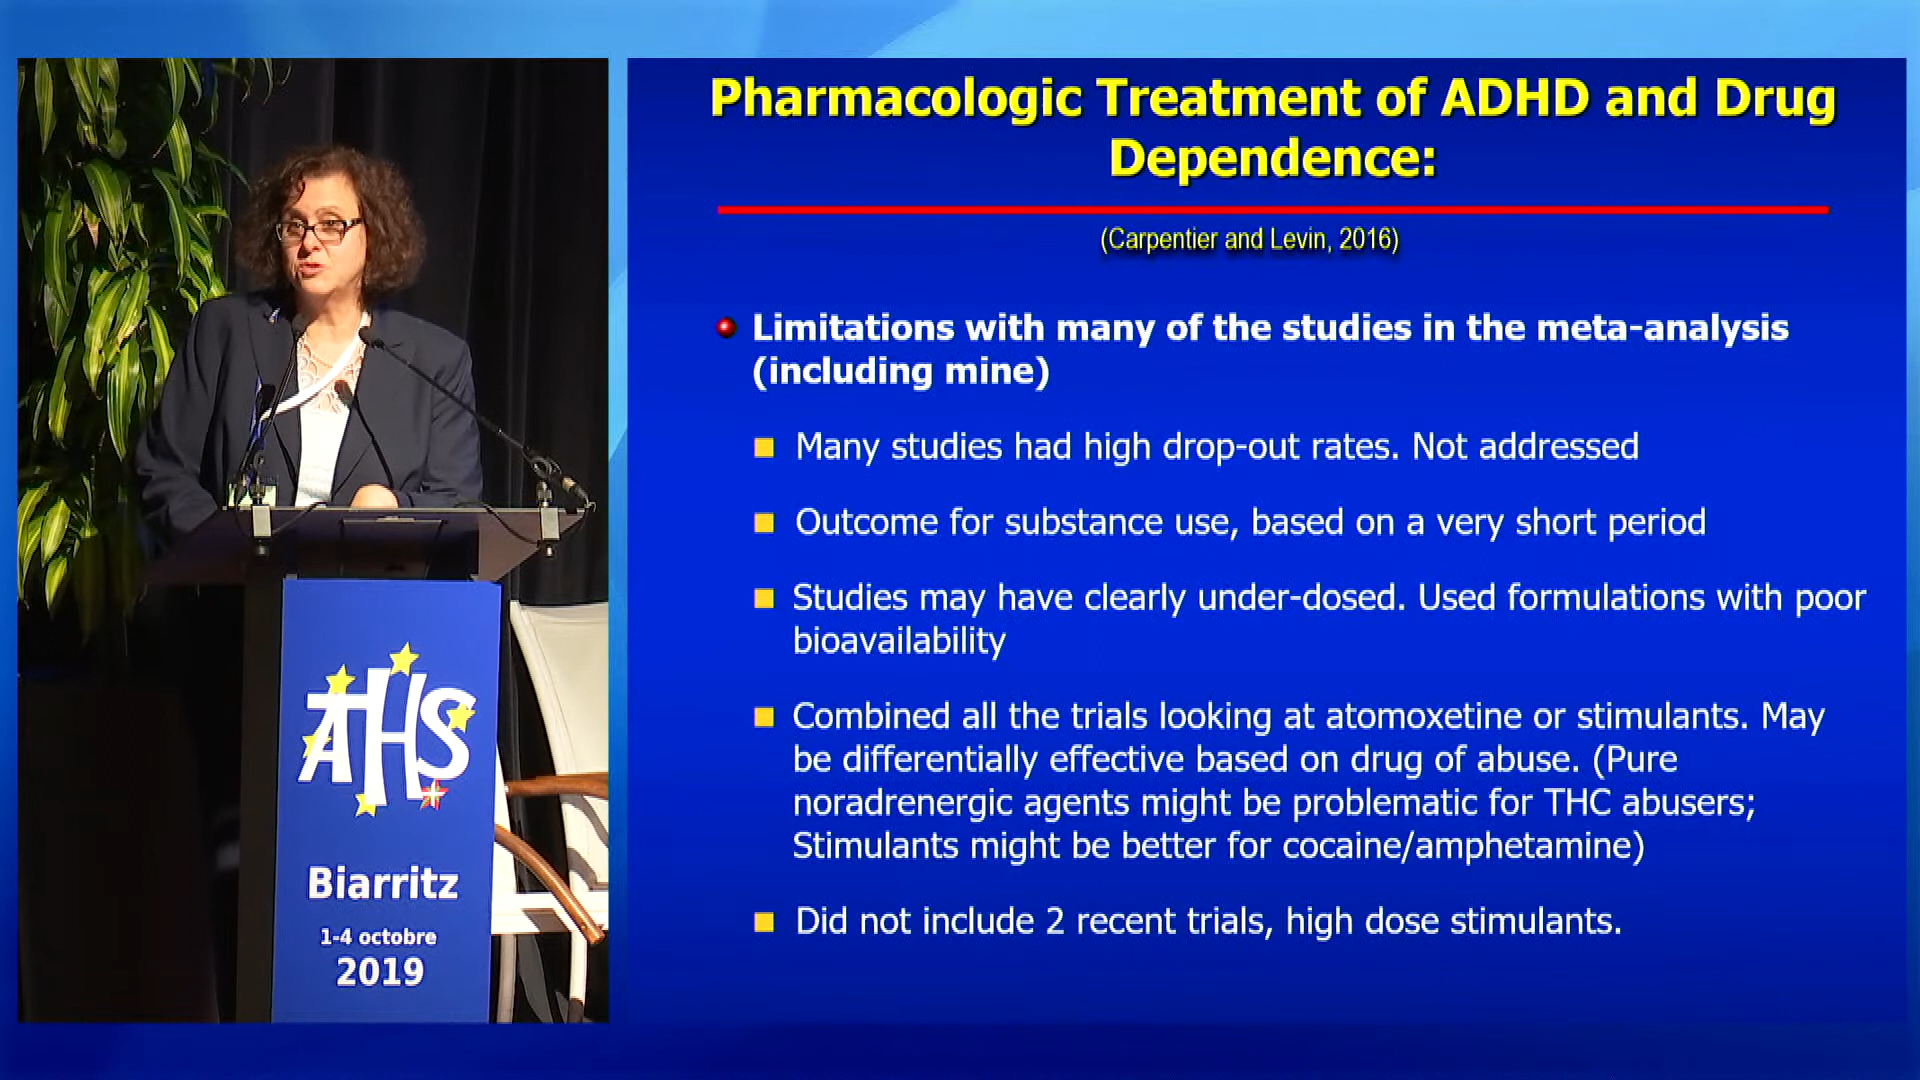 Pharmacologic Treatment of ADHD and Drug
Dependence:
(Carpentier and Levin, 2016)
Limitations with many of the studies in the meta-analysis
(including mine)
Many studies had high drop-out rates. Not addressed
Outcome for substance use, based on a very short period
Studies may have clearly under-dosed. Used formulations with poor
bioavailability
Combined all the trials looking at atomoxetine or stimulants. May
be differentially effective based on drug of abuse. (Pure
noradrenergic agents might be problematic for THC abusers;
Stimulants might be better for cocaine/amphetamine)
Did not include 2 recent trials, high dose stimulants.
AHS
Biarritz
1-4 octobre
2019